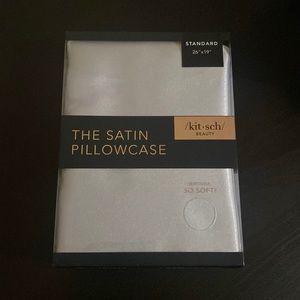 STANDARD
26"x19"
/kit•sch/
BEAUTY
THE SATIN
PILLOWCASE
SO SOFT!